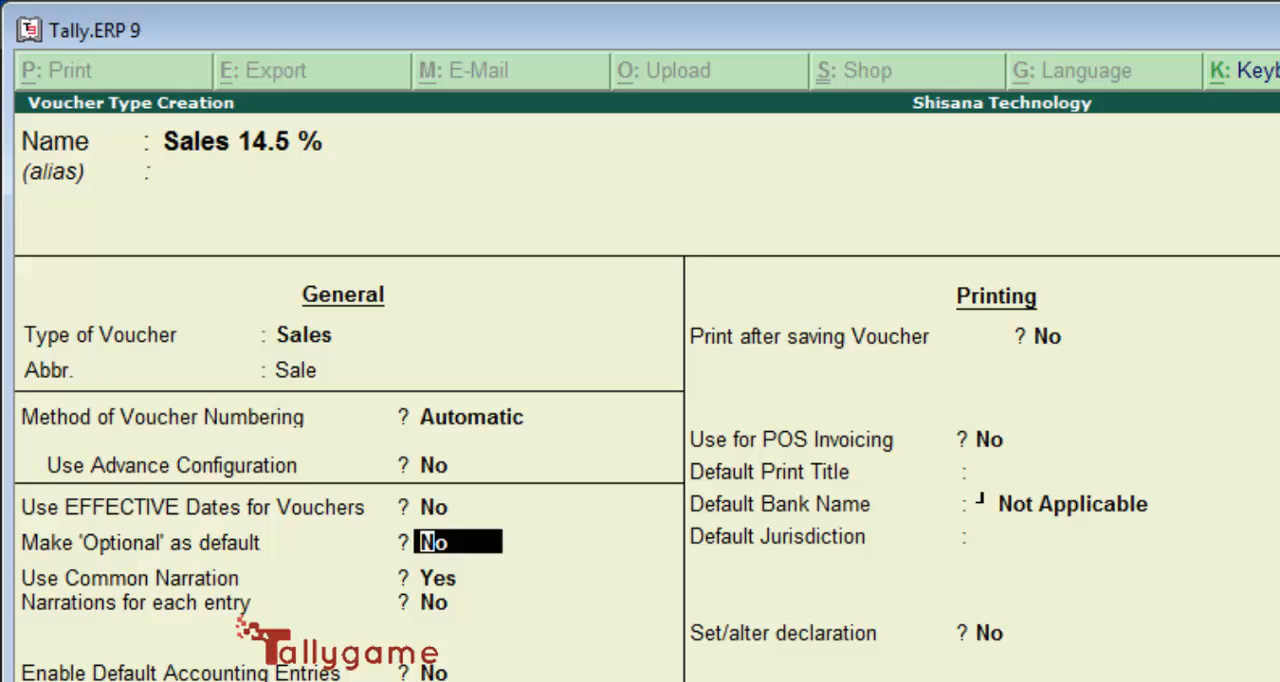 Tally.ERP 9
P: Print E: Export M: E-Mail O: Upload S: Shop G: Language K: Keyb
Voucher Type Creation Shisana Technology
Name : Sales 14.5 %
(alias) :
General
Type of Voucher : Sales
Abbr. : Sale
Method of Voucher Numbering ? Automatic
Use Advance Configuration ? No
Use EFFECTIVE Dates for Vouchers ? No
Make 'Optional' as default ? No
Use Common Narration ? Yes
Narrations for each entry ? No
Tallygame
Enable Default Accounting Entries ? No
Printing
Print after saving Voucher ? No
Use for POS Invoicing ? No
Default Print Title :
Default Bank Name : ┘ Not Applicable
Default Jurisdiction :
Set/alter declaration ? No